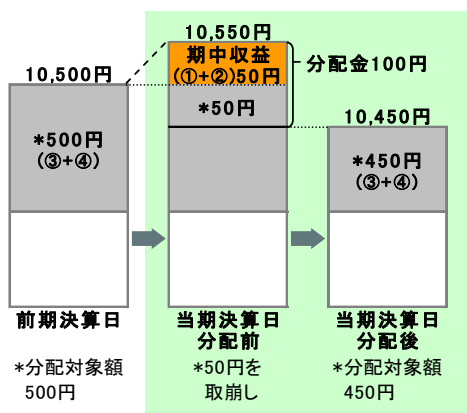 10,550円
期中収益
(①+②)50円
分配金100円
10,500円
*50円
10,450円
*500円
(③+④)
*450円
(③+④)
前期決算日
当期決算日
分配前
当期決算日
分配後
*分配対象額
500円
*50円を
取崩し
*分配対象額
450円